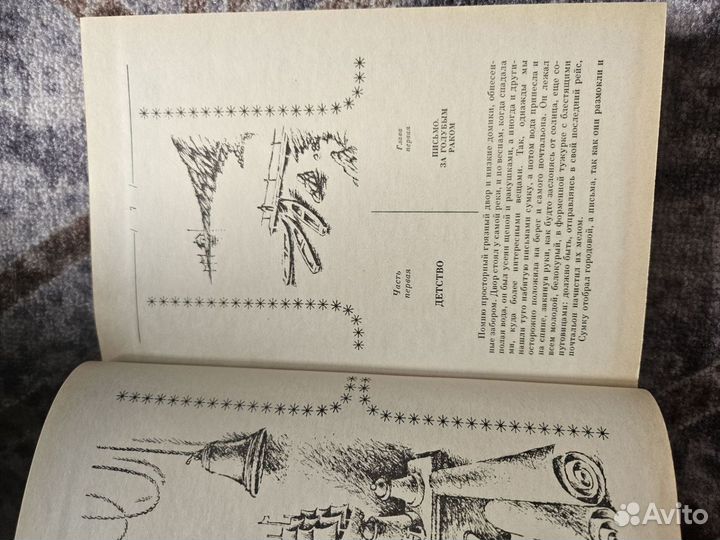 Часть
первая
ДЕТСТВО
Глава
первая
ПИСЬМО.
ЗА ГОЛУБЫМ
РАКОМ
Помню просторный грязный двор и низкие домики, обнесен-
ные забором. Двор стоял у самой реки, и по веснам, когда спадала
полая вода, он был усеян щепой и ракушками, а иногда и други-
ми, куда более интересными вещами. Так, однажды мы
нашли туго набитую письмами сумку, а потом вода принесла и
осторожно положила на берег и самого почтальона. Он лежал
на спине, закинув руки, как будто заслонясь от солнца, еще со-
всем молодой, белокурый, в форменной тужурке с блестящими
пуговицами: должно быть, отправляясь в свой последний рейс,
почтальон начистил их мелом.
Сумку отобрал городовой, а письма, так как они размокли и
Avito